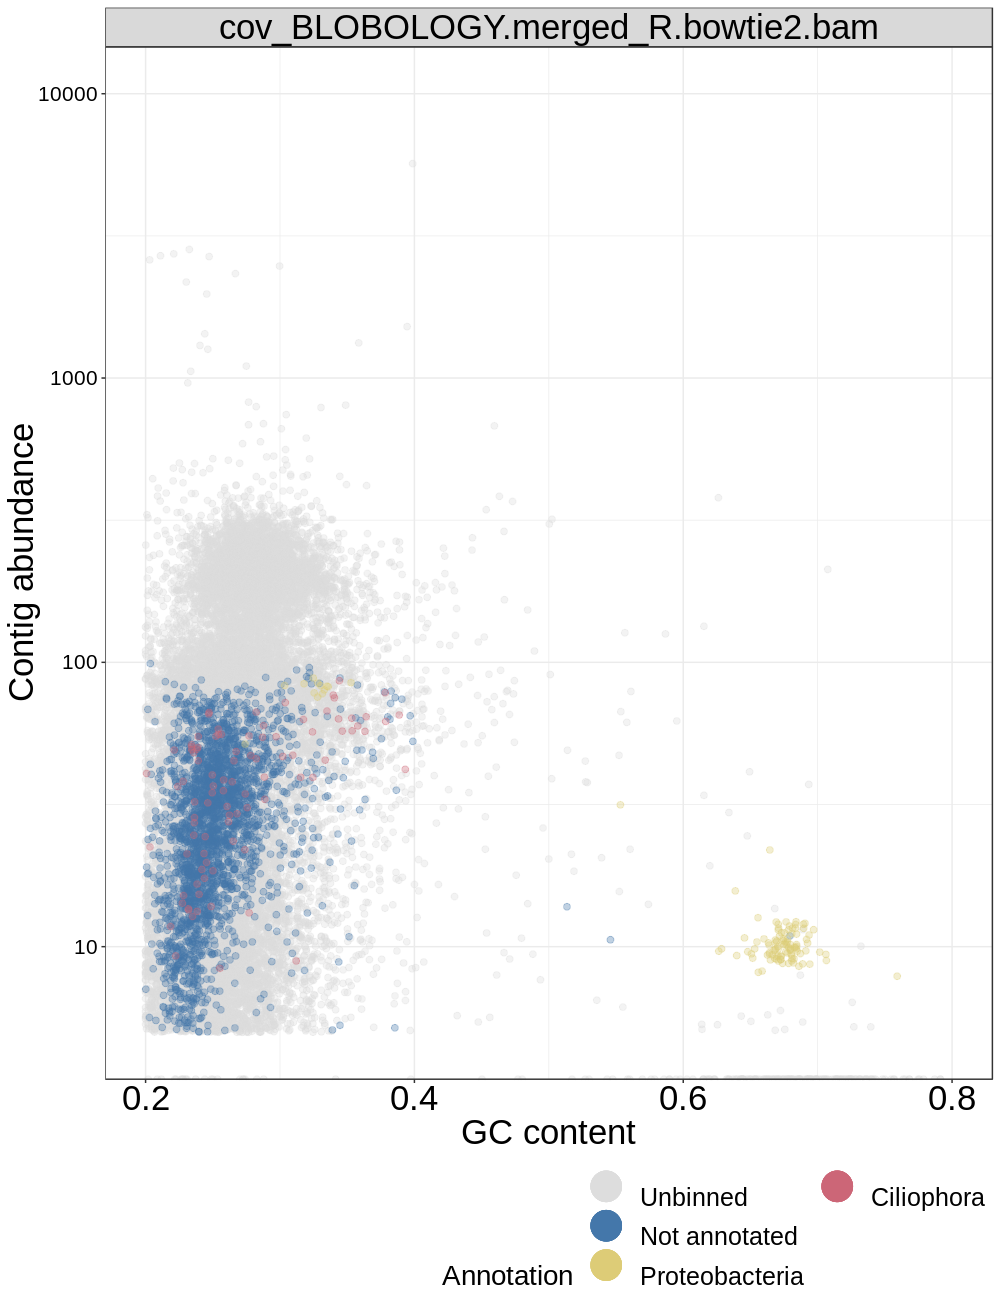 cov_BLOBOLOGY.merged_R.bowtie2.bam
10000
1000
100
10
Contig abundance
0.2 0.4 0.6 0.8
GC content
Annotation
Unbinned
Not annotated
Proteobacteria
Ciliophora